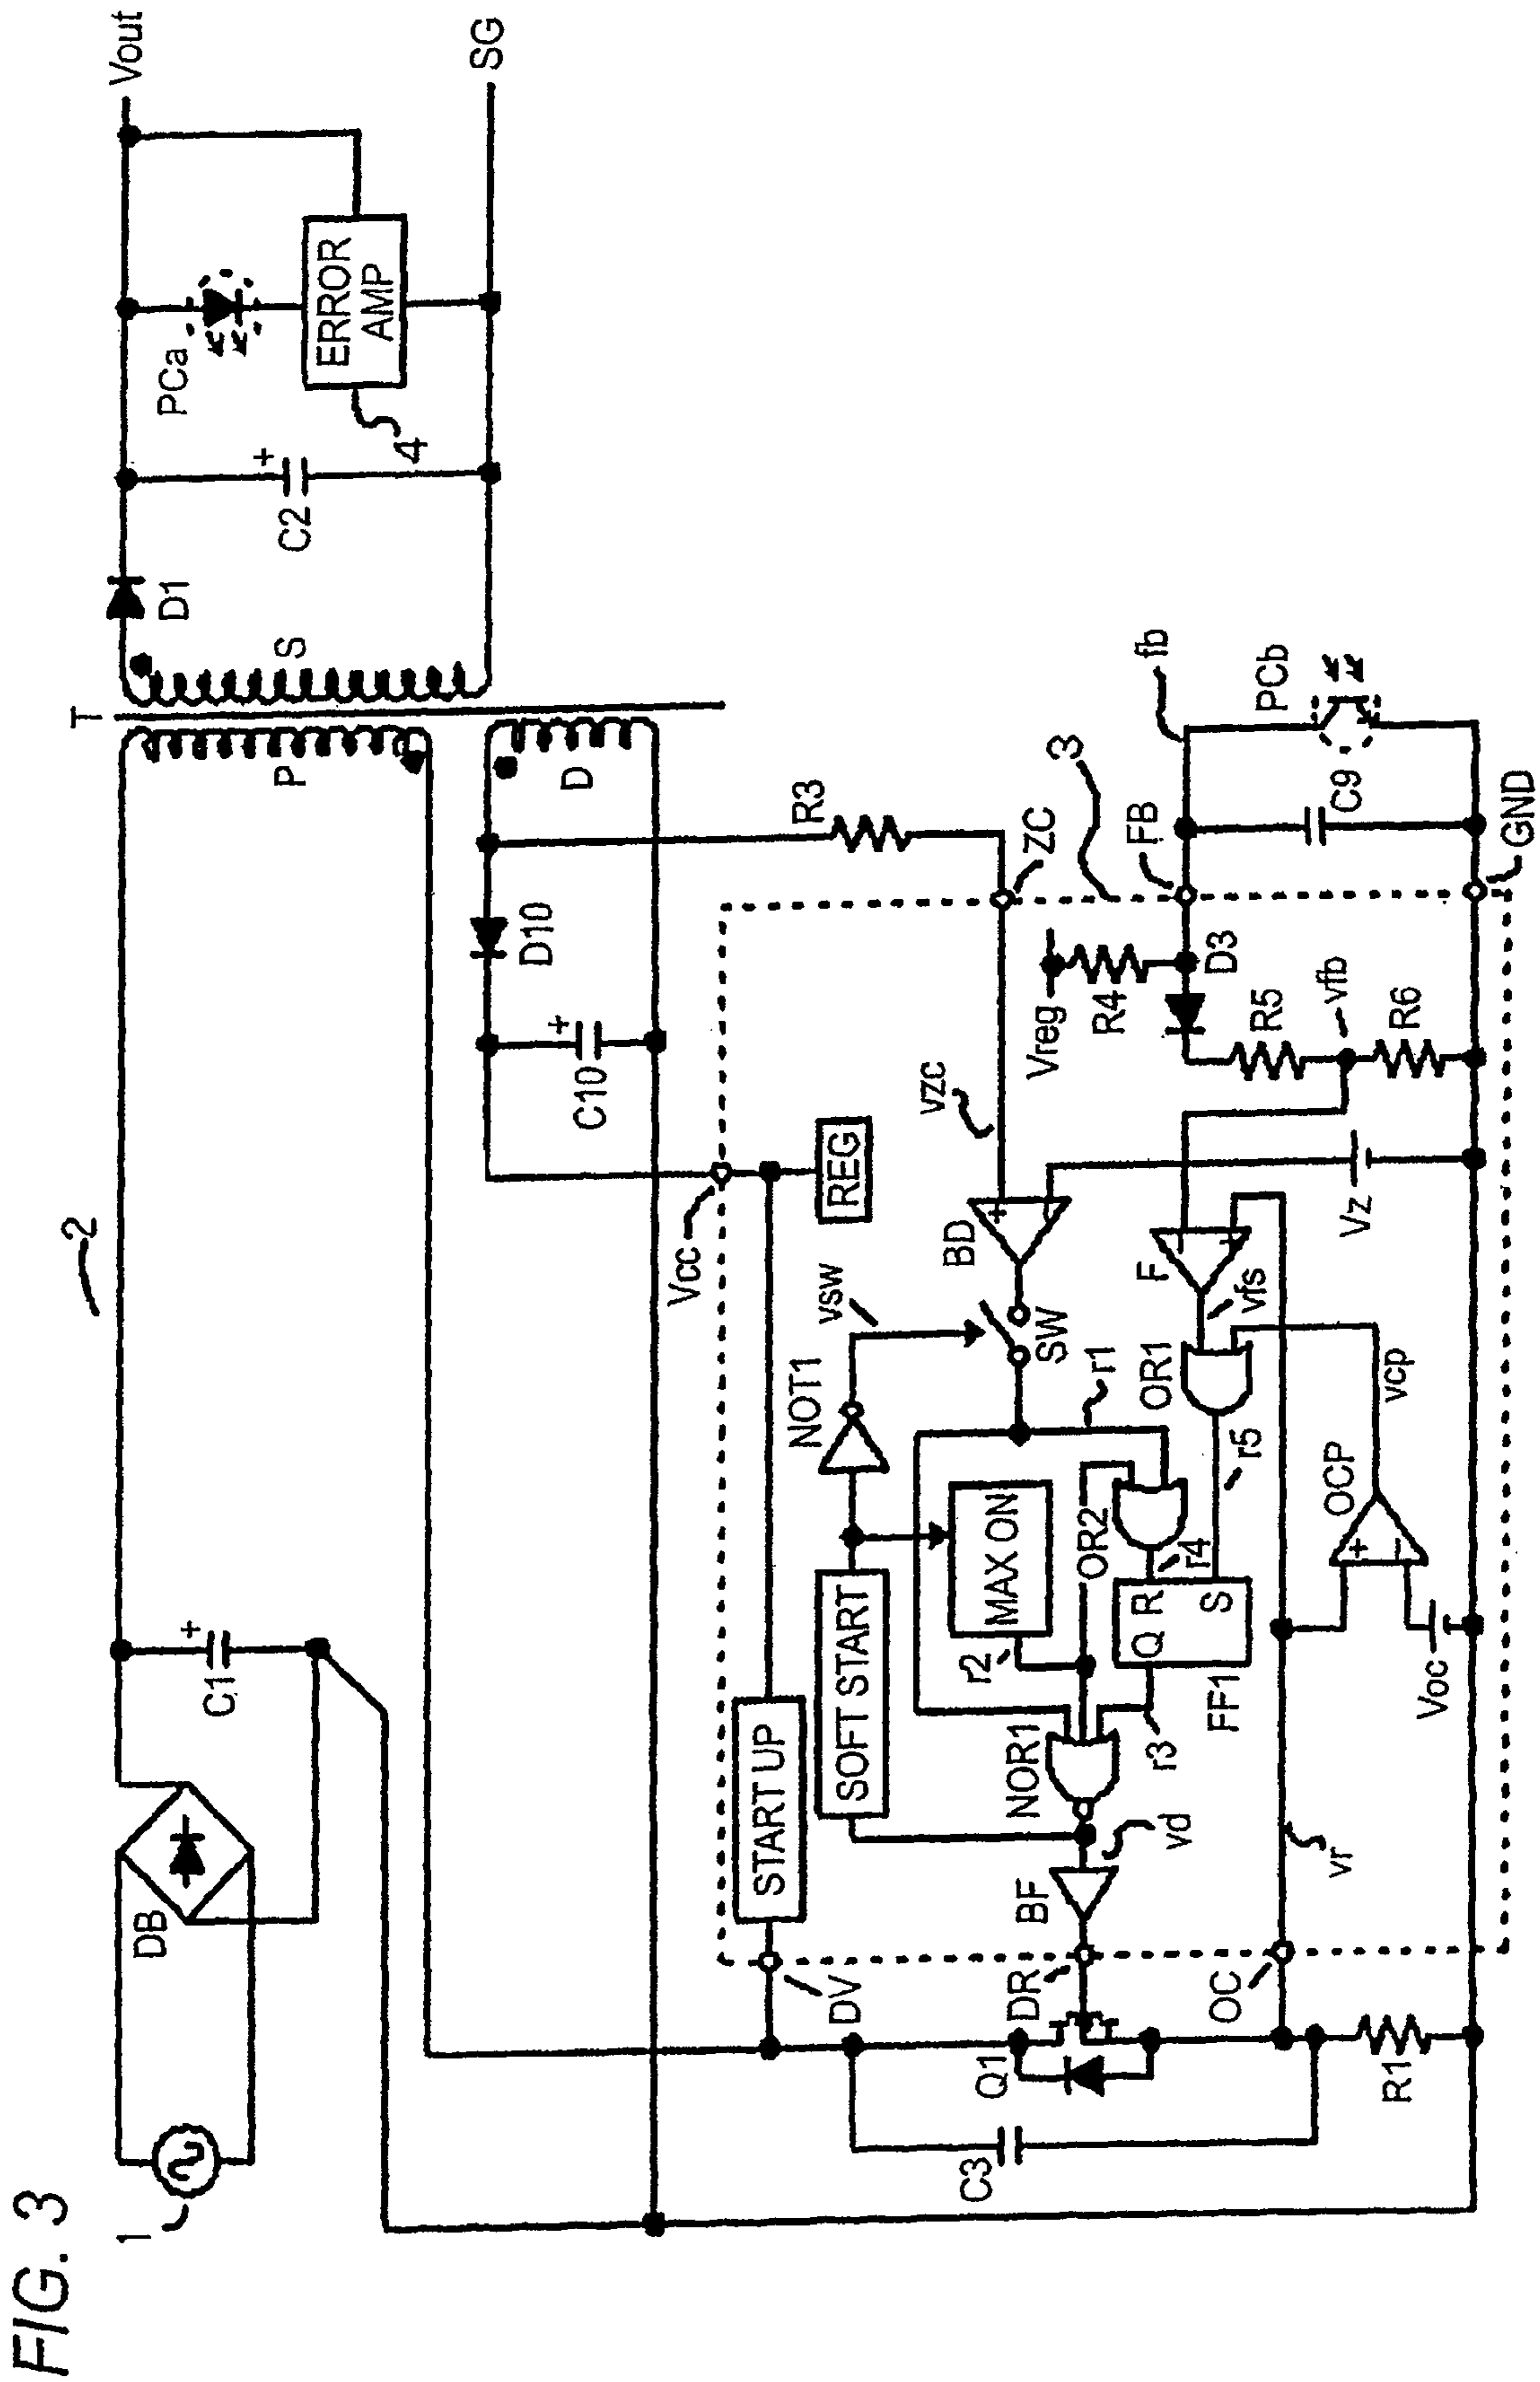 FIG. 3
1
2
DB
C1
+
T
P
S
D1
C2
+
PCa
ERROR
AMP
4
Vout
SG
D
D10
C10
+
R3
Vcc
REG
START UP
DV
SOFT START
NOT1
vsw
MAX ON
r2
BD
+
−
SW
vzc
ZC
3
Vreg
R4
FB
fb
D3
R5
vfb
R6
C9
PCb
GND
Vz
F
−
+
vfs
OR1
r1
OR2
r4
r5
Q R
S
FF1
r3
NOR1
vd
BF
DR
Q1
C3
OC
vr
R1
OCP
+
−
vcp
Voc